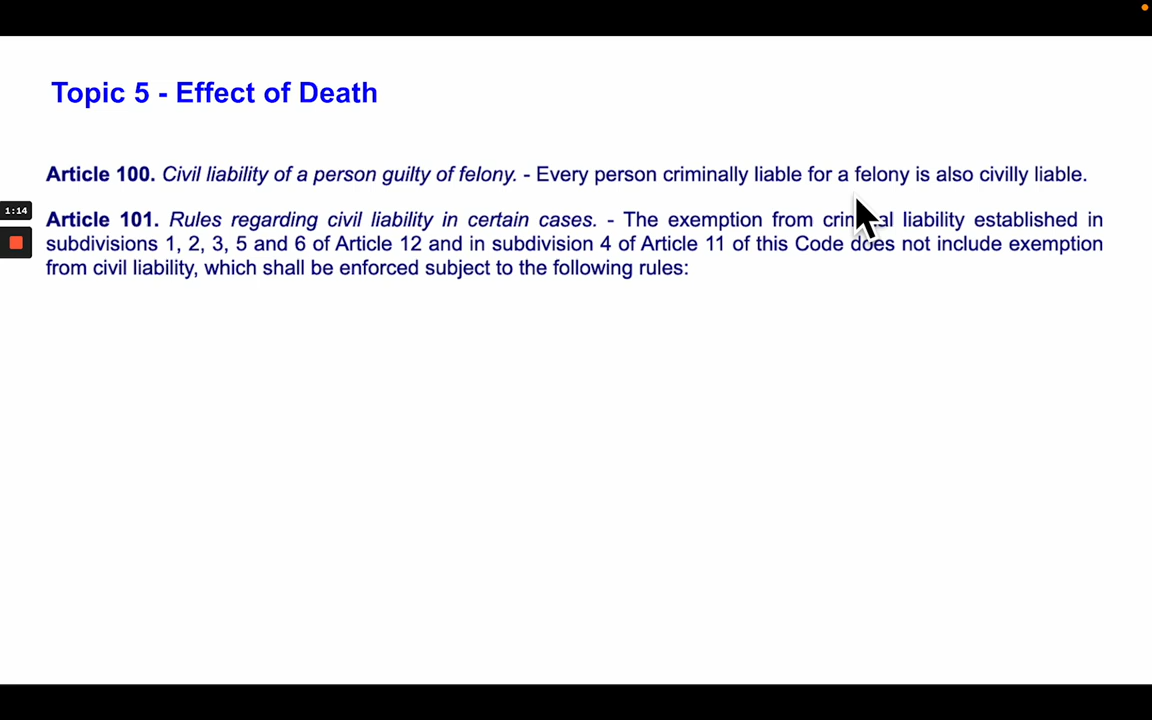 Topic 5 - Effect of Death
Article 100. Civil liability of a person guilty of felony. - Every person criminally liable for a felony is also civilly liable.
1:14
Article 101. Rules regarding civil liability in certain cases. - The exemption from criminal liability established in
subdivisions 1, 2, 3, 5 and 6 of Article 12 and in subdivision 4 of Article 11 of this Code does not include exemption
from civil liability, which shall be enforced subject to the following rules: